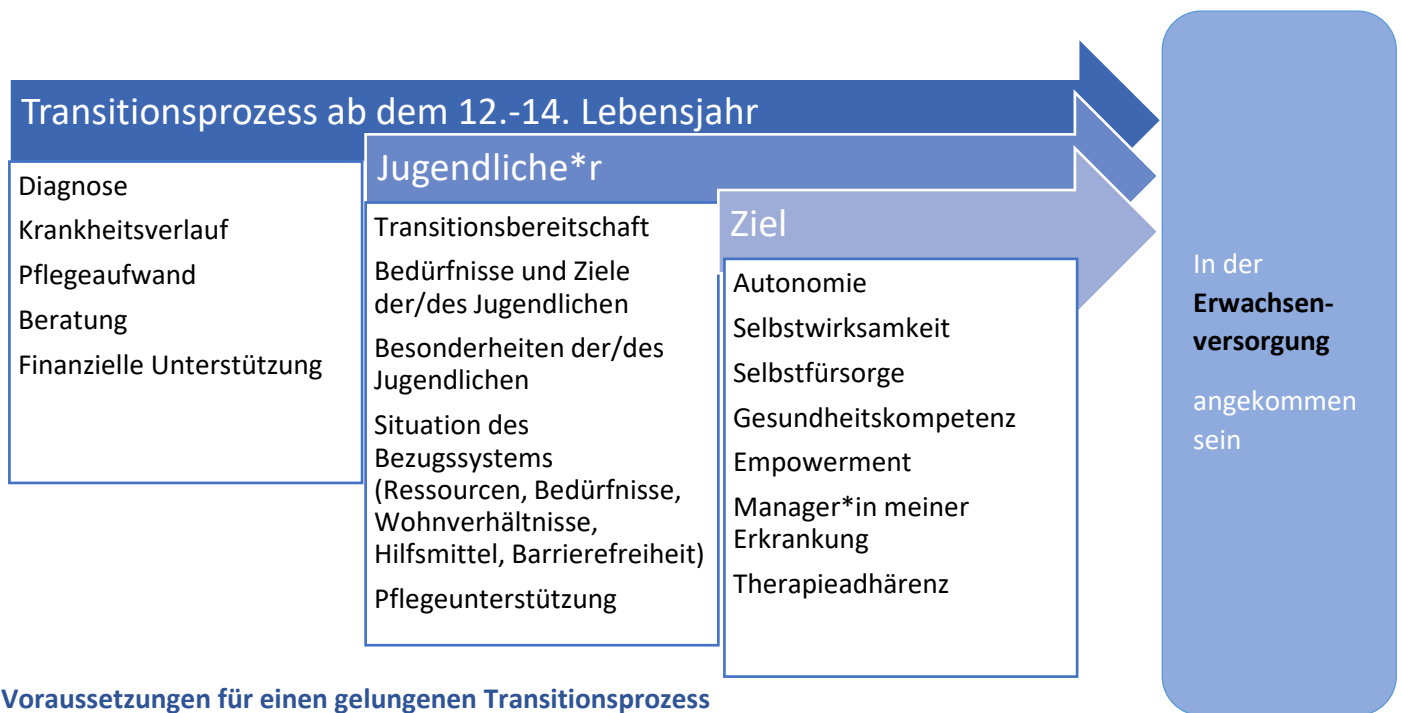 Transitionsprozess ab dem 12.-14. Lebensjahr
Diagnose
Krankheitsverlauf
Pflegeaufwand
Beratung
Finanzielle Unterstützung
Jugendliche*r
Transitionsbereitschaft
Bedürfnisse und Ziele
der/des Jugendlichen
Besonderheiten der/des
Jugendlichen
Situation des
Bezugssystems
(Ressourcen, Bedürfnisse,
Wohnverhältnisse,
Hilfsmittel, Barrierefreiheit)
Pflegeunterstützung
Ziel
Autonomie
Selbstwirksamkeit
Selbstfürsorge
Gesundheitskompetenz
Empowerment
Manager*in meiner
Erkrankung
Therapieadhärenz
In der
Erwachsen-
versorgung
angekommen
sein
Voraussetzungen für einen gelungenen Transitionsprozess